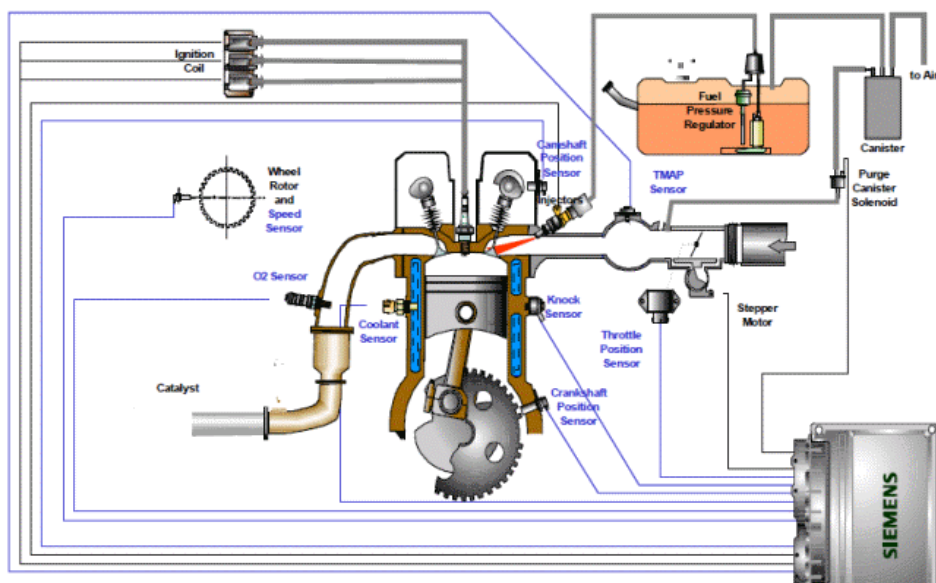 Ignition
Coil
Fuel
Pressure
Regulator
to Air
Canister
Camshaft
Position
Sensor
Injectors
TMAP
Sensor
Purge
Canister
Solenoid
Wheel
Rotor
and
Speed
Sensor
O2 Sensor
Coolant
Sensor
Knock
Sensor
Throttle
Position
Sensor
Stepper
Motor
Catalyst
Crankshaft
Position
Sensor
SIEMENS